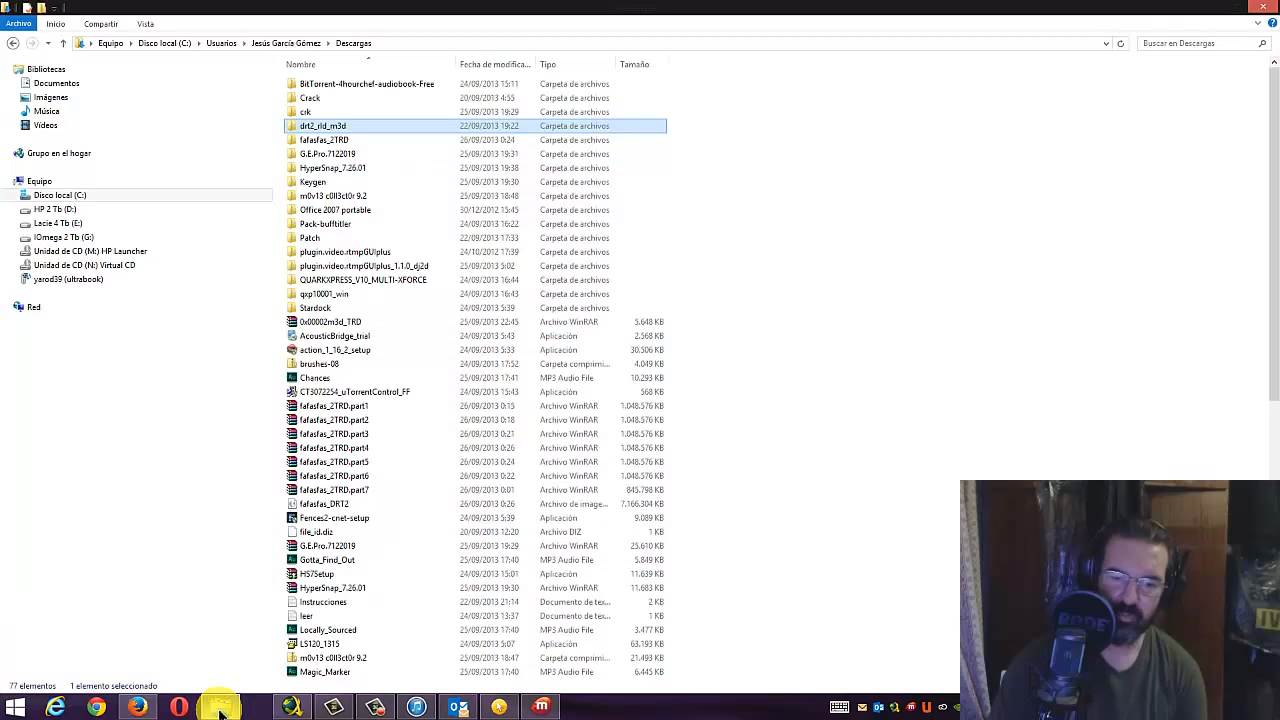 Archivo Inicio Compartir Vista
Equipo Disco local (C:) Usuarios Jesús García Gómez Descargas Buscar en Descargas
Bibliotecas
Documentos
Imágenes
Música
Vídeos
Grupo en el hogar
Equipo
Disco local (C:)
HP 2 Tb (D:)
Lacie 4 Tb (E:)
IOmega 2 Tb (G:)
Unidad de CD (M:) HP Launcher
Unidad de CD (N:) Virtual CD
yarod39 (ultrabook)
Red
Nombre Fecha de modifica... Tipo Tamaño
BitTorrent-4hourchef-audiobook-Free 24/09/2013 15:11 Carpeta de archivos
Crack 20/09/2013 4:55 Carpeta de archivos
crk 25/09/2013 19:29 Carpeta de archivos
drt2_rld_m3d 22/09/2013 19:22 Carpeta de archivos
fafasfas_2TRD 26/09/2013 0:24 Carpeta de archivos
G.E.Pro.7122019 25/09/2013 19:31 Carpeta de archivos
HyperSnap_7.26.01 25/09/2013 19:38 Carpeta de archivos
Keygen 25/09/2013 19:30 Carpeta de archivos
m0v13 c0ll3ct0r 9.2 25/09/2013 18:48 Carpeta de archivos
Office 2007 portable 30/12/2012 15:45 Carpeta de archivos
Pack-bufftitler 24/09/2013 16:22 Carpeta de archivos
Patch 22/09/2013 17:33 Carpeta de archivos
plugin.video.rtmpGUIplus 24/10/2012 17:39 Carpeta de archivos
plugin.video.rtmpGUIplus_1.1.0_dj2d 25/09/2013 5:02 Carpeta de archivos
QUARKXPRESS_V10_MULTI-XFORCE 24/09/2013 16:44 Carpeta de archivos
qxp10001_win 24/09/2013 16:43 Carpeta de archivos
Stardock 24/09/2013 5:39 Carpeta de archivos
0x00002m3d_TRD 25/09/2013 22:45 Archivo WinRAR 5.648 KB
AcousticBridge_trial 24/09/2013 5:43 Aplicación 2.568 KB
action_1_16_2_setup 24/09/2013 5:33 Aplicación 30.506 KB
brushes-08 24/09/2013 17:52 Carpeta comprimi... 4.049 KB
Chances 25/09/2013 17:41 MP3 Audio File 10.293 KB
CT3072254_uTorrentControl_FF 24/09/2013 15:43 Aplicación 568 KB
fafasfas_2TRD.part1 26/09/2013 0:15 Archivo WinRAR 1.048.576 KB
fafasfas_2TRD.part2 26/09/2013 0:18 Archivo WinRAR 1.048.576 KB
fafasfas_2TRD.part3 26/09/2013 0:21 Archivo WinRAR 1.048.576 KB
fafasfas_2TRD.part4 26/09/2013 0:26 Archivo WinRAR 1.048.576 KB
fafasfas_2TRD.part5 26/09/2013 0:24 Archivo WinRAR 1.048.576 KB
fafasfas_2TRD.part6 26/09/2013 0:22 Archivo WinRAR 1.048.576 KB
fafasfas_2TRD.part7 26/09/2013 0:01 Archivo WinRAR 845.798 KB
fafasfas_DRT2 26/09/2013 0:26 Archivo de image... 7.166.304 KB
Fences2-cnet-setup 24/09/2013 5:39 Aplicación 9.089 KB
file_id.diz 20/09/2013 12:20 Archivo DIZ 1 KB
G.E.Pro.7122019 25/09/2013 19:29 Archivo WinRAR 25.610 KB
Gotta_Find_Out 25/09/2013 17:40 MP3 Audio File 5.849 KB
HS7Setup 24/09/2013 15:01 Aplicación 11.639 KB
HyperSnap_7.26.01 25/09/2013 19:30 Archivo WinRAR 11.683 KB
Instrucciones 22/09/2013 21:14 Documento de tex... 2 KB
leer 24/09/2013 13:37 Documento de tex... 1 KB
Locally_Sourced 25/09/2013 17:40 MP3 Audio File 3.477 KB
LS120_1315 24/09/2013 5:07 Aplicación 63.193 KB
m0v13 c0ll3ct0r 9.2 25/09/2013 18:47 Carpeta comprimi... 21.493 KB
Magic_Marker 25/09/2013 17:40 MP3 Audio File 6.445 KB
77 elementos 1 elemento seleccionado
RODE